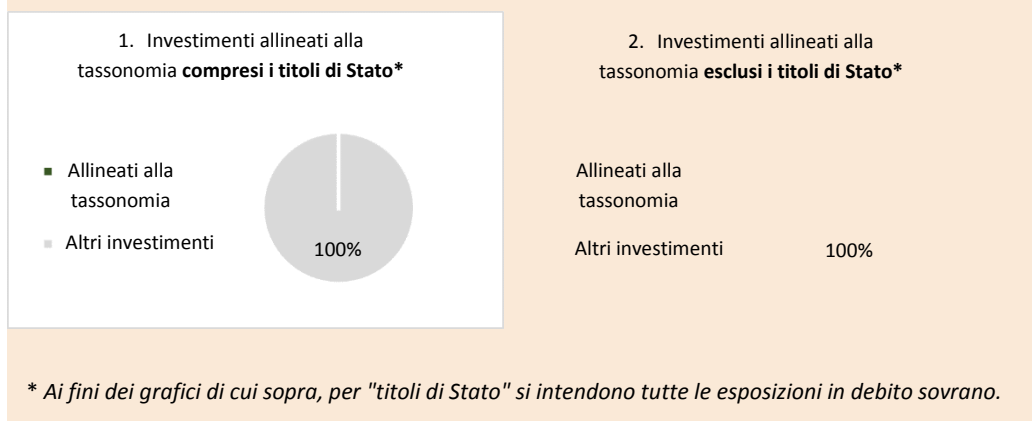 1. Investimenti allineati alla
tassonomia compresi i titoli di Stato*
Allineati alla
tassonomia
Altri investimenti
100%
2. Investimenti allineati alla
tassonomia esclusi i titoli di Stato*
Allineati alla
tassonomia
Altri investimenti
100%
* Ai fini dei grafici di cui sopra, per "titoli di Stato" si intendono tutte le esposizioni in debito sovrano.